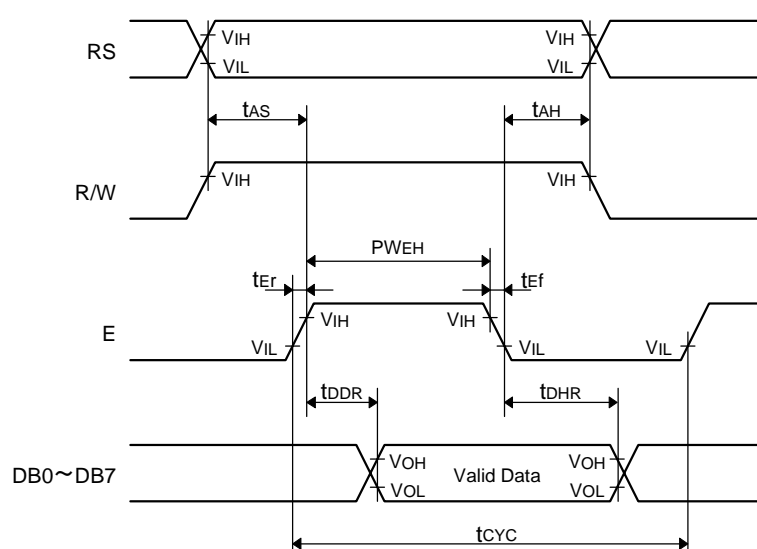 RS
VIH
VIH
VIL
VIL
tAS
tAH
R/W
VIH
VIH
PWEH
tEr
tEf
E
VIH
VIH
VIL
VIL
VIL
tDDR
tDHR
DB0～DB7
VOH
Valid Data
VOH
VOL
VOL
tCYC